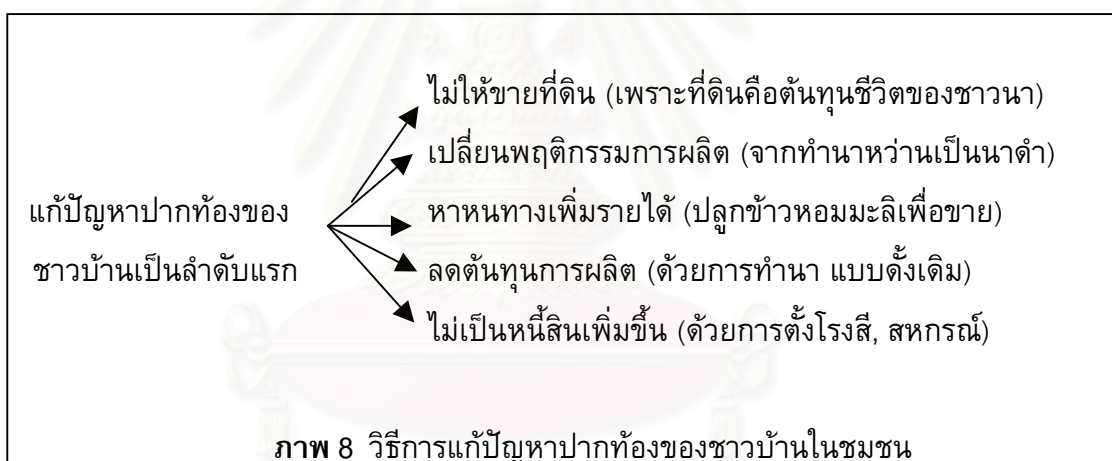 ไม่ให้ขายที่ดิน (เพราะที่ดินคือต้นทุนชีวิตของชาวนา)
เปลี่ยนพฤติกรรมการผลิต (จากทำนาหว่านเป็นนาดำ)
แก้ปัญหาปากท้องของ
หาหนทางเพิ่มรายได้ (ปลูกข้าวหอมมะลิเพื่อขาย)
ชาวบ้านเป็นลำดับแรก
ลดต้นทุนการผลิต (ด้วยการทำนา แบบดั้งเดิม)
ไม่เป็นหนี้สินเพิ่มขึ้น (ด้วยการตั้งโรงสี, สหกรณ์)
ภาพ 8 วิธีการแก้ปัญหาปากท้องของชาวบ้านในชุมชน